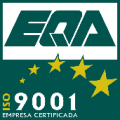 EQA
ISO 9001
EMPRESA CERTIFICADA